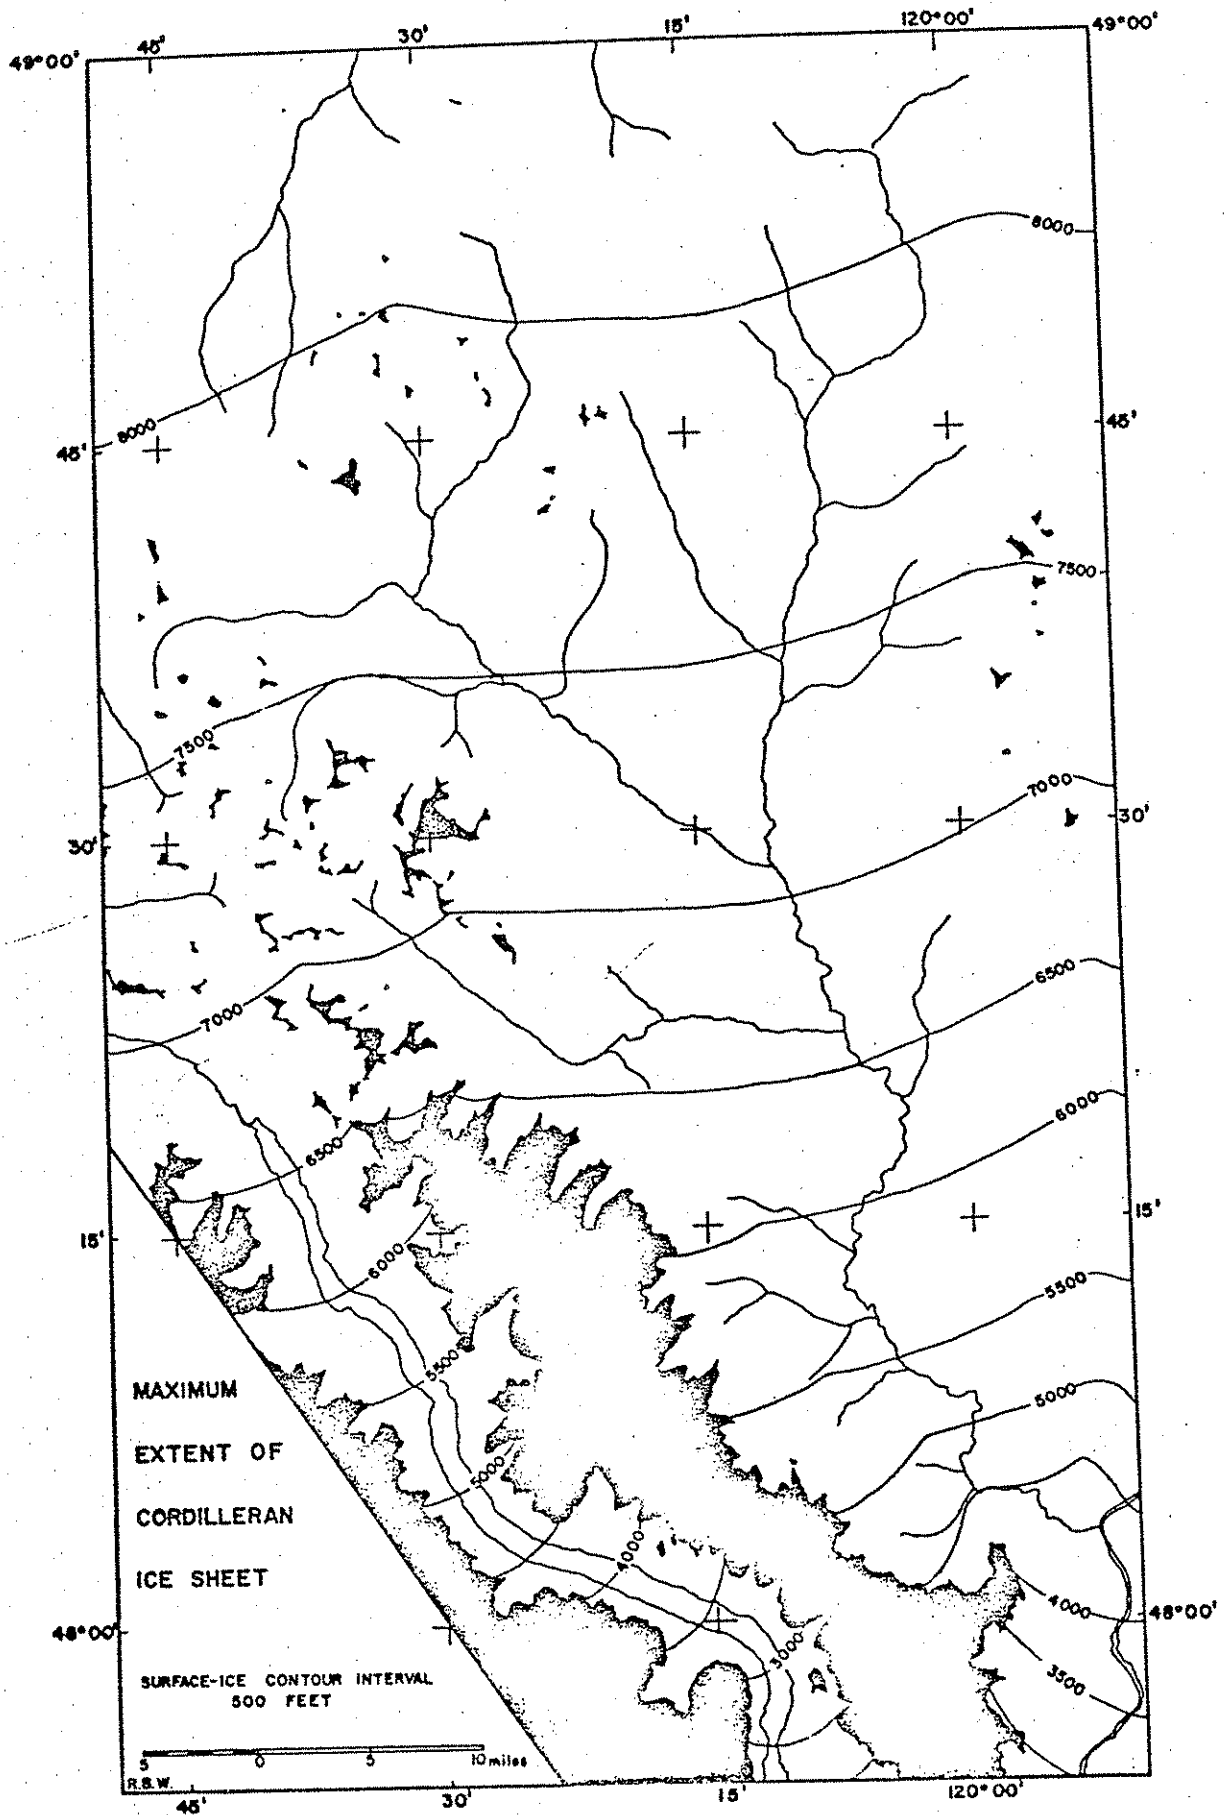 45' 30' 15' 120°00' 49°00'
49°00'
8000
8000
45' 45'
7500
7500
7000
30' 30'
6500
7000
6000
6500
15' 15'
6000
5500
5500
5000
MAXIMUM
EXTENT OF
CORDILLERAN
ICE SHEET
5000
4000
4000
48°00' 48°00'
3000
3500
SURFACE-ICE CONTOUR INTERVAL
500 FEET
5 0 5 10 miles
R.B.W.
45' 30' 15' 120°00'